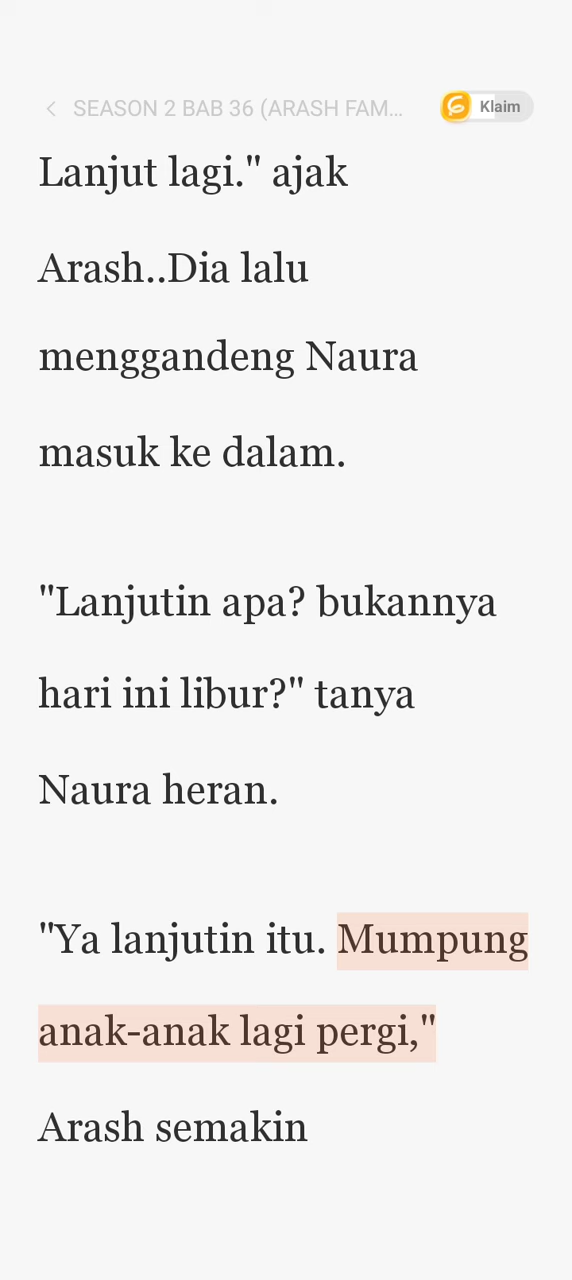 SEASON 2 BAB 36 (ARASH FAM...
Klaim
Lanjut lagi." ajak
Arash..Dia lalu
menggandeng Naura
masuk ke dalam.
"Lanjutin apa? bukannya
hari ini libur?" tanya
Naura heran.
"Ya lanjutin itu. Mumpung
anak-anak lagi pergi,"
Arash semakin